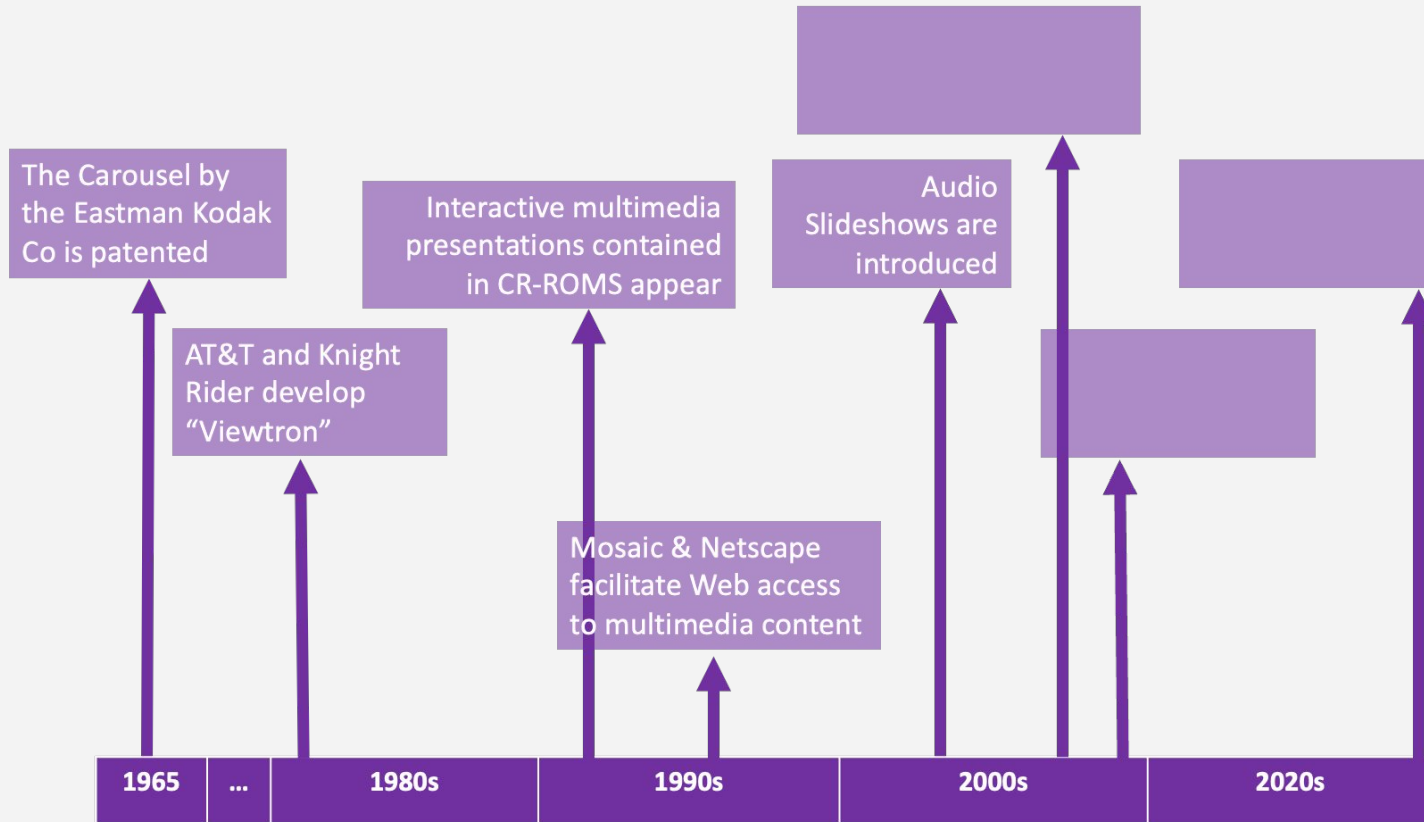 The Carousel by
the Eastman Kodak
Co is patented
AT&T and Knight
Rider develop
“Viewtron”
Interactive multimedia
presentations contained
in CR-ROMS appear
Mosaic & Netscape
facilitate Web access
to multimedia content
Audio
Slideshows are
introduced
1965
...
1980s
1990s
2000s
2020s